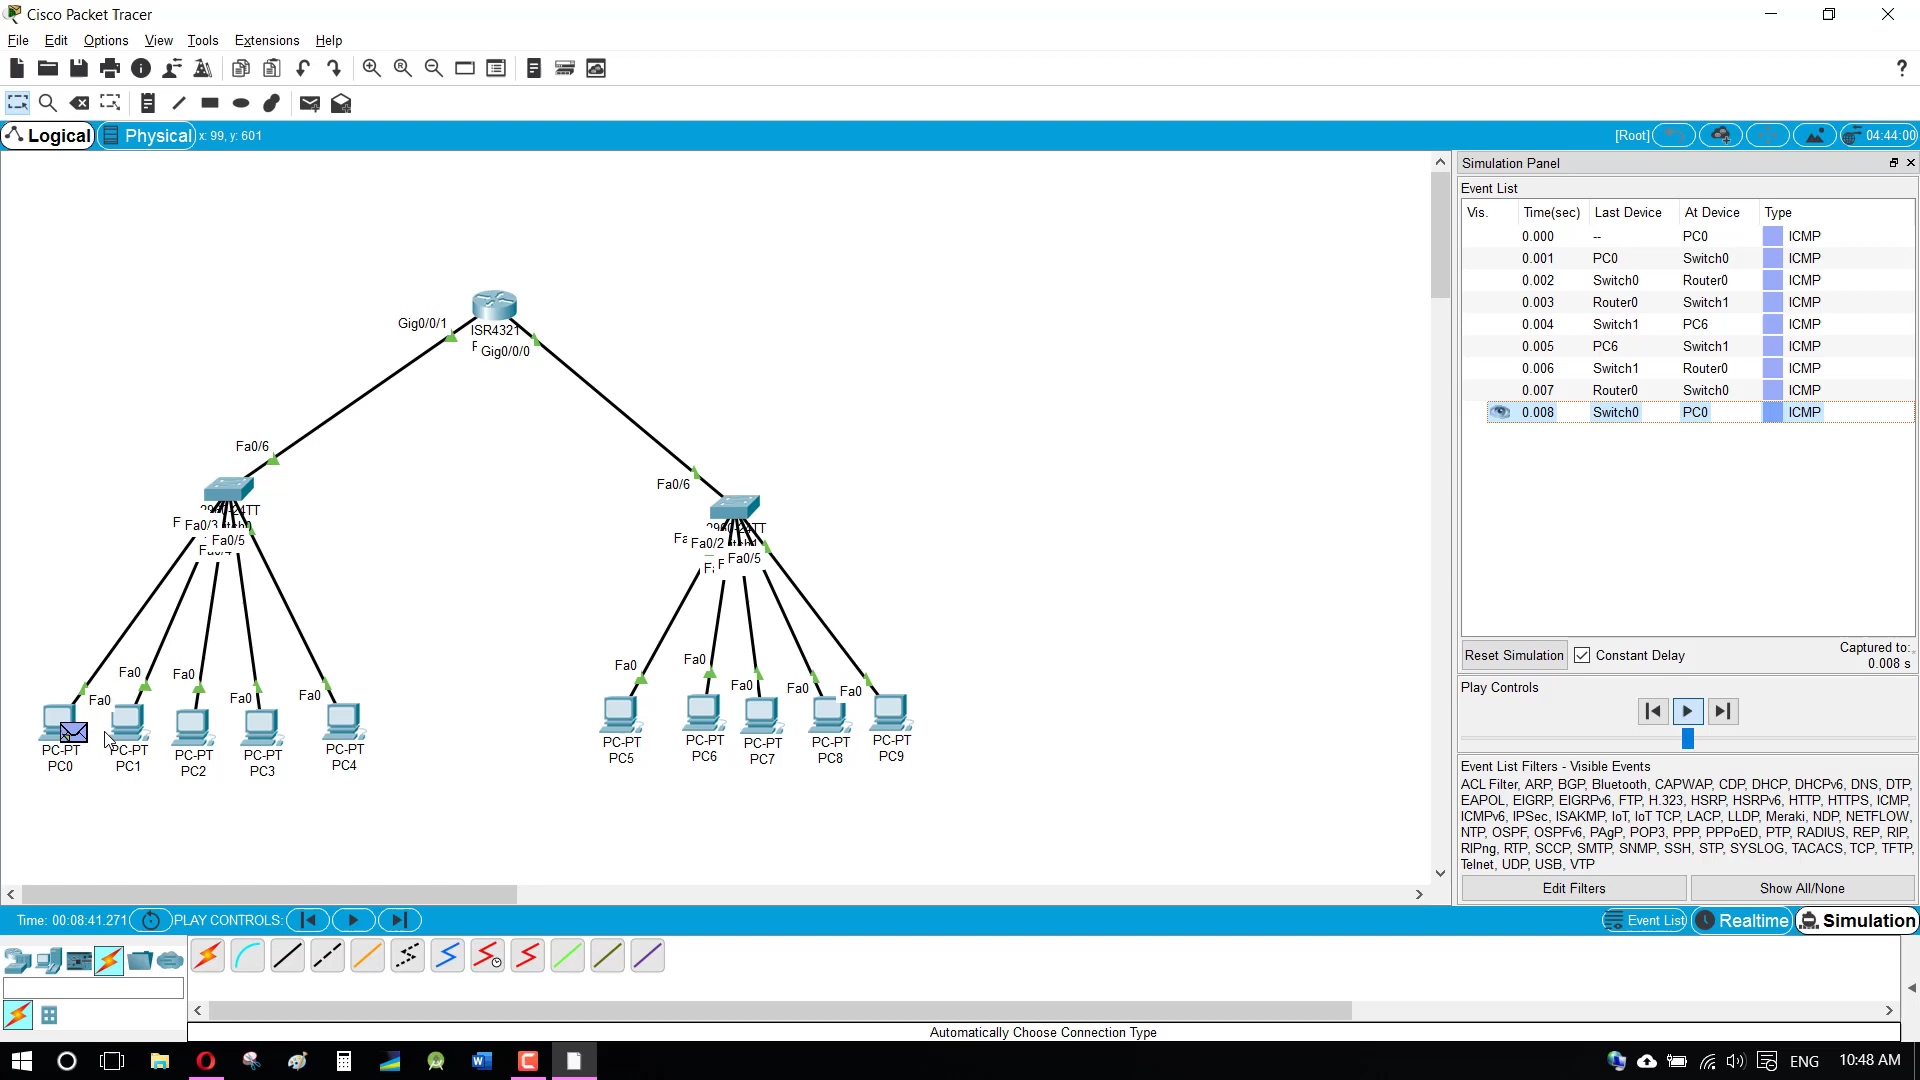 Cisco Packet Tracer
File Edit Options View Tools Extensions Help
Logical Physical x: 99, y: 601 [Root] 04:44:00
Simulation Panel
Event List
Vis. Time(sec) Last Device At Device Type
0.000 -- PC0 ICMP
0.001 PC0 Switch0 ICMP
0.002 Switch0 Router0 ICMP
0.003 Router0 Switch1 ICMP
0.004 Switch1 PC6 ICMP
0.005 PC6 Switch1 ICMP
0.006 Switch1 Router0 ICMP
0.007 Router0 Switch0 ICMP
0.008 Switch0 PC0 ICMP
Gig0/0/1
ISR4321
Gig0/0/0
Fa0/6
Fa0/3
Fa0/5
Fa0/6
Fa0/2
Fa0/5
Fa0 Fa0 Fa0 Fa0 Fa0
Fa0 Fa0 Fa0 Fa0 Fa0
PC-PT
PC0
PC-PT
PC1
PC-PT
PC2
PC-PT
PC3
PC-PT
PC4
PC-PT
PC5
PC-PT
PC6
PC-PT
PC7
PC-PT
PC8
PC-PT
PC9
Reset Simulation Constant Delay Captured to:
0.008 s
Play Controls
Event List Filters - Visible Events
ACL Filter, ARP, BGP, Bluetooth, CAPWAP, CDP, DHCP, DHCPv6, DNS, DTP,
EAPOL, EIGRP, EIGRPv6, FTP, H.323, HSRP, HSRPv6, HTTP, HTTPS, ICMP,
ICMPv6, IPSec, ISAKMP, IoT, IoT TCP, LACP, LLDP, Meraki, NDP, NETFLOW,
NTP, OSPF, OSPFv6, PAgP, POP3, PPP, PPPoED, PTP, RADIUS, REP, RIP,
RIPng, RTP, SCCP, SMTP, SNMP, SSH, STP, SYSLOG, TACACS, TCP, TFTP,
Telnet, UDP, USB, VTP
Edit Filters Show All/None
Time: 00:08:41.271 PLAY CONTROLS: Event List Realtime Simulation
Automatically Choose Connection Type
ENG 10:48 AM